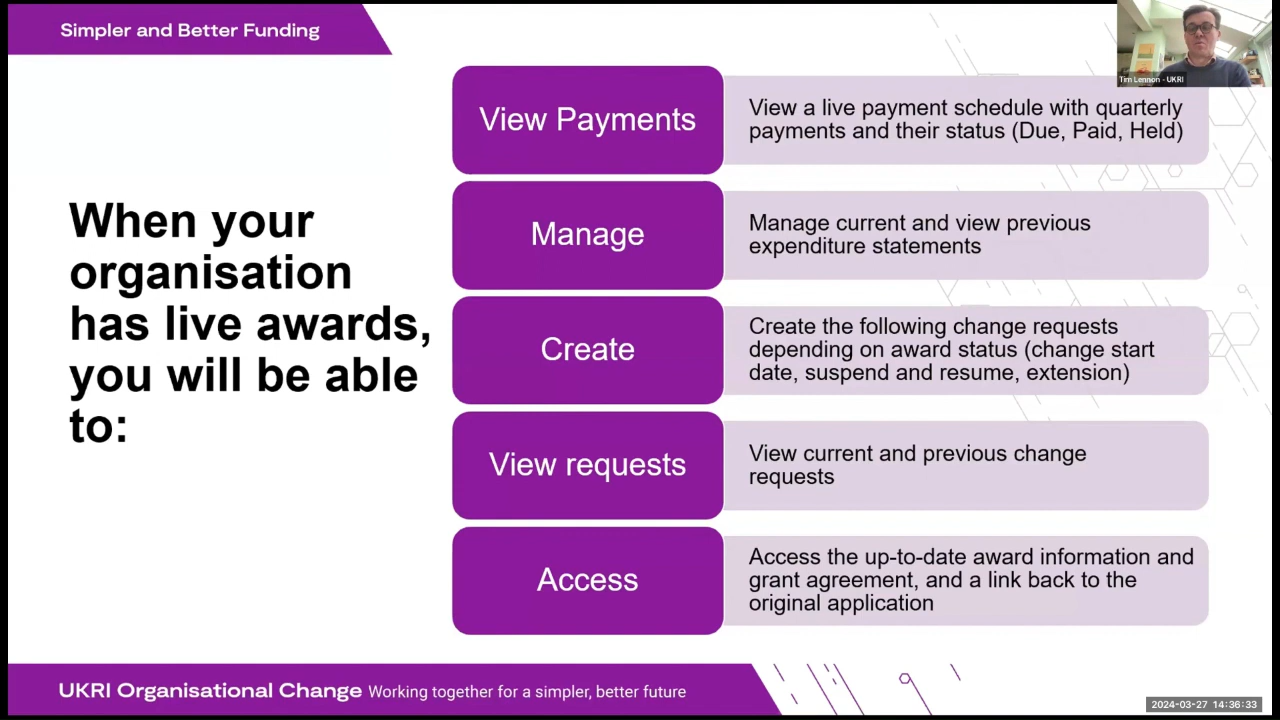 Simpler and Better Funding
Tim Lennon - UKRI
When your
organisation
has live awards,
you will be able
to:
View Payments
View a live payment schedule with quarterly
payments and their status (Due, Paid, Held)
Manage
Manage current and view previous
expenditure statements
Create
Create the following change requests
depending on award status (change start
date, suspend and resume, extension)
View requests
View current and previous change
requests
Access
Access the up-to-date award information and
grant agreement, and a link back to the
original application
UKRI Organisational Change Working together for a simpler, better future
2024-03-27 14:36:33